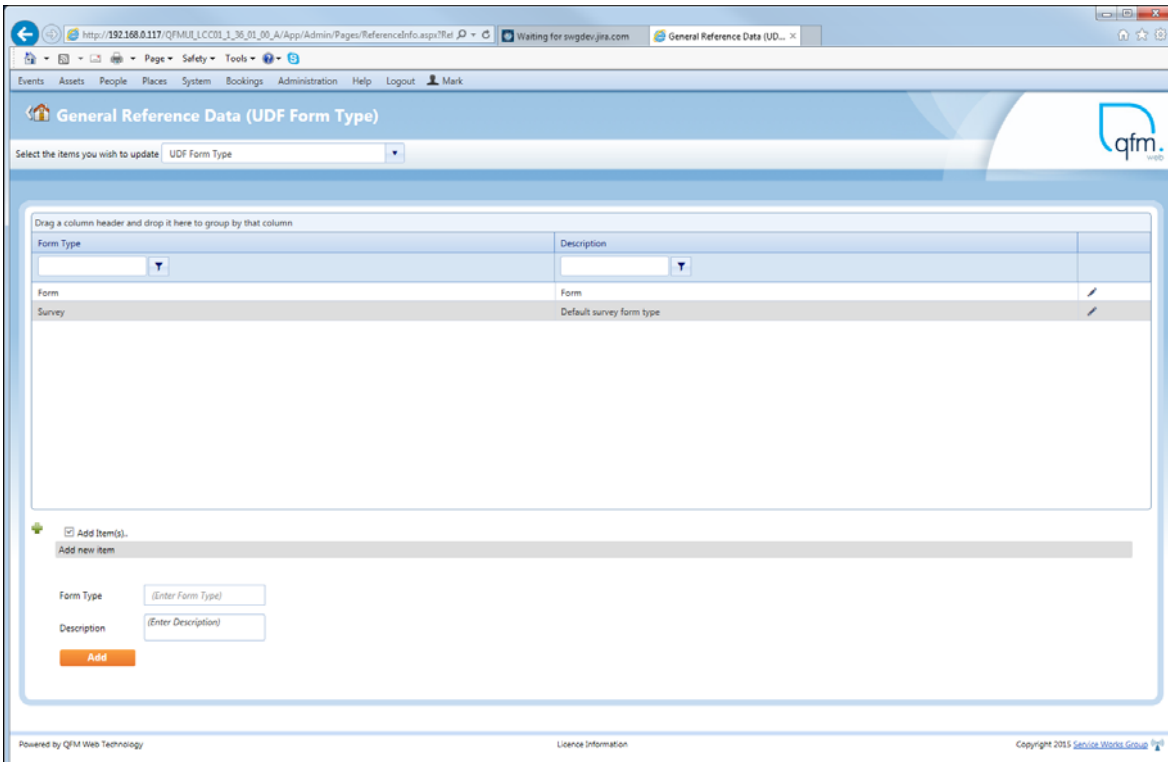 http://192.168.0.117/QFMUI_LCC01_1_36_01_00_A/App/Admin/Pages/ReferenceInfo.aspx?Ref Waiting for swgdev.jira.com General Reference Data (UD...
Page Safety Tools
Events Assets People Places System Bookings Administration Help Logout Mark
General Reference Data (UDF Form Type)
qfm.
web
Select the items you wish to update UDF Form Type
Drag a column header and drop it here to group by that column
Form Type Description
Form Form
Survey Default survey form type
Add Item(s)..
Add new item
Form Type (Enter Form Type)
Description (Enter Description)
Add
Powered by QFM Web Technology Licence Information Copyright 2015 Service Works Group